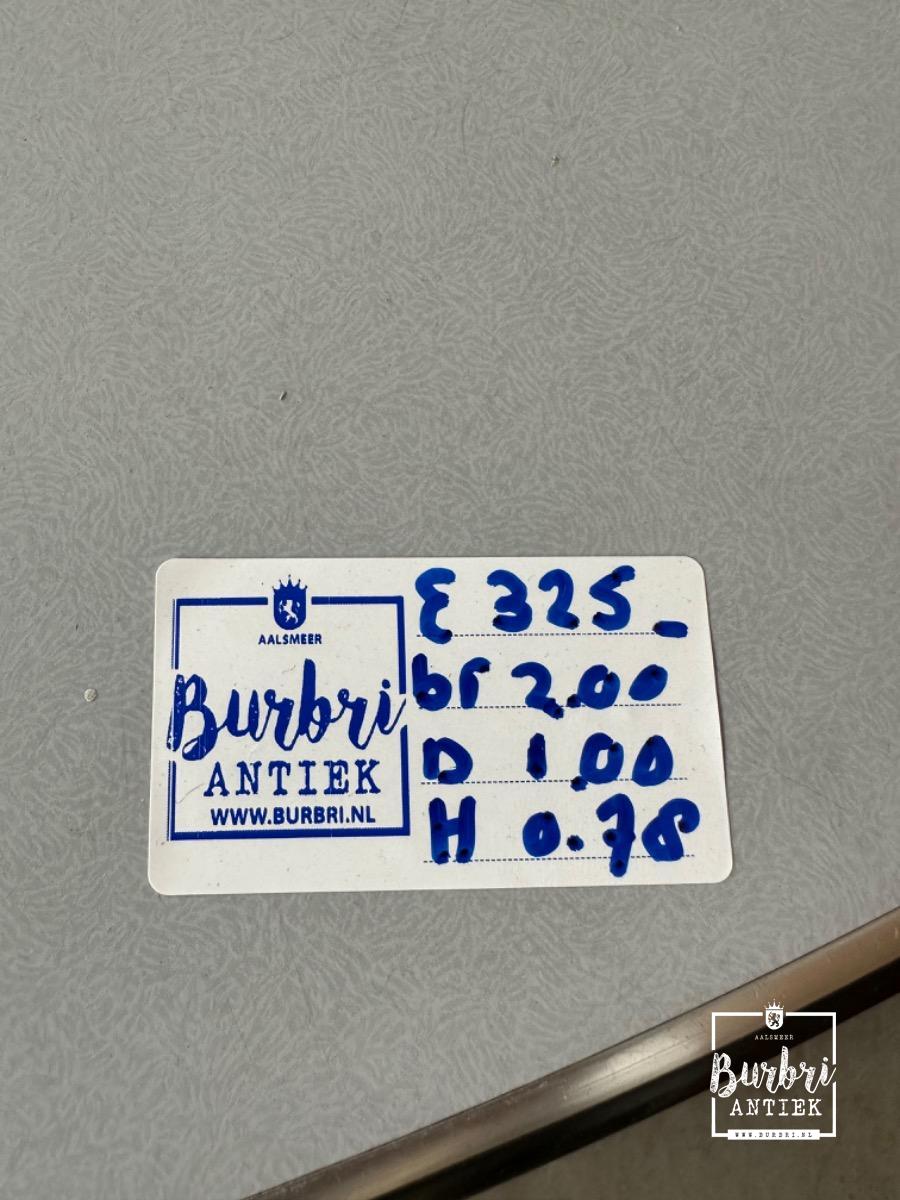 AALSMEER
Burbri
ANTIEK
WWW.BURBRI.NL
€ 325 -
br 2.00
D 1.00
H 0.78
AALSMEER
Burbri
ANTIEK
WWW.BURBRI.NL